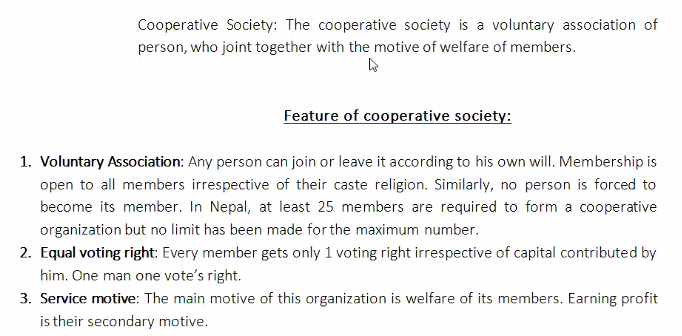 Cooperative Society: The cooperative society is a voluntary association of
person, who joint together with the motive of welfare of members.
Feature of cooperative society:
1. Voluntary Association: Any person can join or leave it according to his own will. Membership is
open to all members irrespective of their caste religion. Similarly, no person is forced to
become its member. In Nepal, at least 25 members are required to form a cooperative
organization but no limit has been made for the maximum number.
2. Equal voting right: Every member gets only 1 voting right irrespective of capital contributed by
him. One man one vote's right.
3. Service motive: The main motive of this organization is welfare of its members. Earning profit
is their secondary motive.